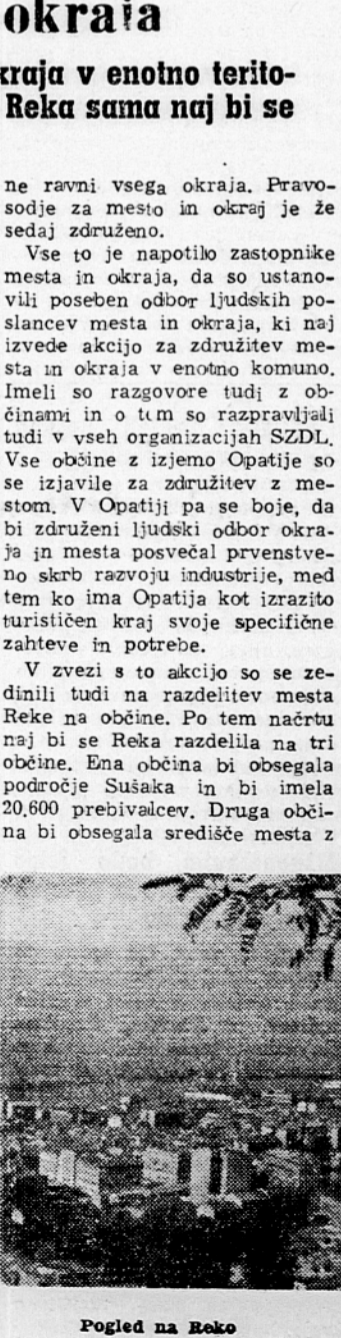 okraja
kraja v enotno terito-
Reka sama naj bi se
ne ravni vsega okraja. Pravo-
sodje za mesto in okraj je že
sedaj združeno.
Vse to je napotilo zastopnike
mesta in okraja, da so ustano-
vili poseben odbor ljudskih po-
slancev mesta in okraja, ki naj
izvede akcijo za združitev me-
sta in okraja v enotno komuno.
Imeli so razgovore tudi z ob-
činami in o tem so razpravljali
tudi v vseh organizacijah SZDL.
Vse občine z izjemo Opatije so
se izjavile za združitev z me-
stom. V Opatiji pa se boje, da
bi združeni ljudski odbor okra-
ja in mesta posvečal prvenstve-
no skrb razvoju industrije, med
tem ko ima Opatija kot izrazito
turističen kraj svoje specifične
zahteve in potrebe.
V zvezi s to akcijo so se ze-
dinili tudi na razdelitev mesta
Reke na občine. Po tem načrtu
naj bi se Reka razdelila na tri
občine. Ena občina bi obsegala
področje Sušaka in bi imela
20.600 prebivalcev. Druga obči-
na bi obsegala središče mesta z
Pogled na Reko